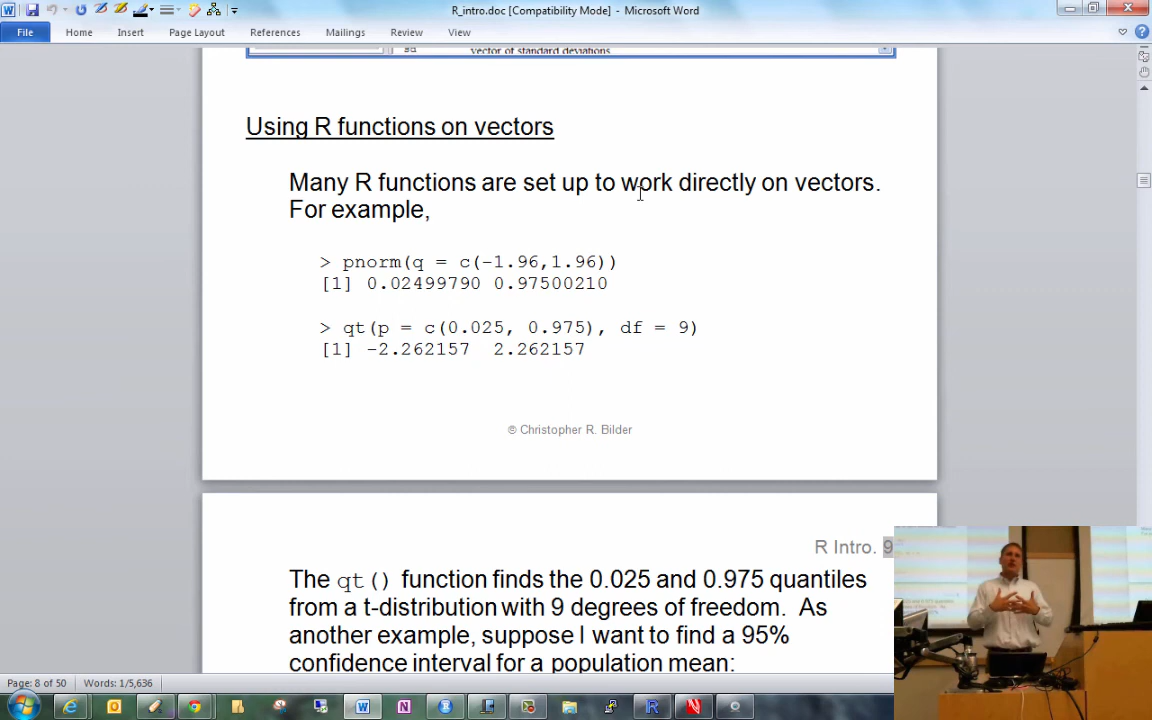 R_intro.doc [Compatibility Mode] - Microsoft Word
File Home Insert Page Layout References Mailings Review View
sd vector of standard deviations
Using R functions on vectors
Many R functions are set up to work directly on vectors.
For example,
> pnorm(q = c(-1.96,1.96))
[1] 0.02499790 0.97500210
> qt(p = c(0.025, 0.975), df = 9)
[1] -2.262157 2.262157
© Christopher R. Bilder
R Intro. 9
The qt() function finds the 0.025 and 0.975 quantiles
from a t-distribution with 9 degrees of freedom. As
another example, suppose I want to find a 95%
confidence interval for a population mean:
Page: 8 of 50 Words: 1/5,636